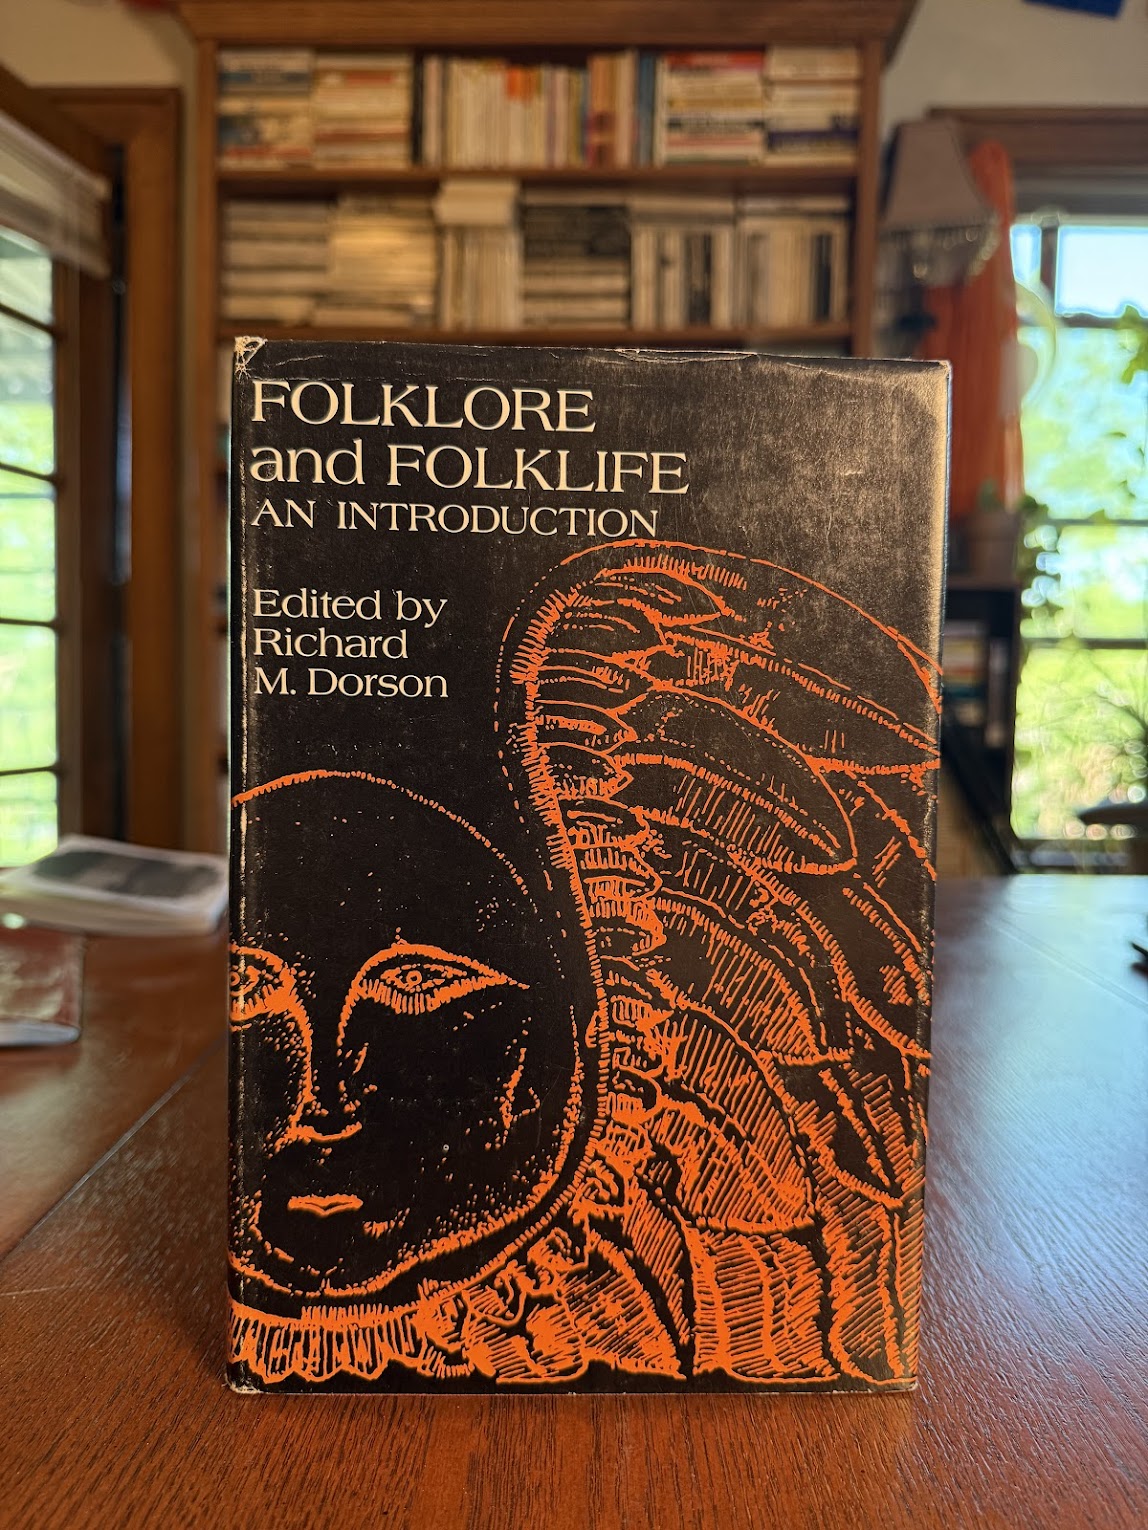 FOLKLORE
and FOLKLIFE
AN INTRODUCTION
Edited by
Richard
M. Dorson